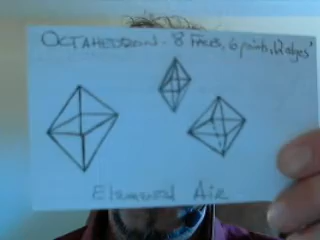 OCTAHEDRON - 8 FACES, 6 points, 12 edges
Elemental Air